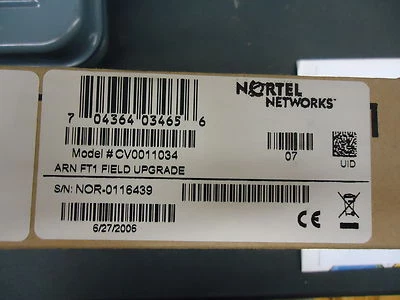 NORTEL
NETWORKS
7 04364 03465 6
Model # CV0011034
07
UID
ARN FT1 FIELD UPGRADE
S/N: NOR-0116439
6/27/2006
CE